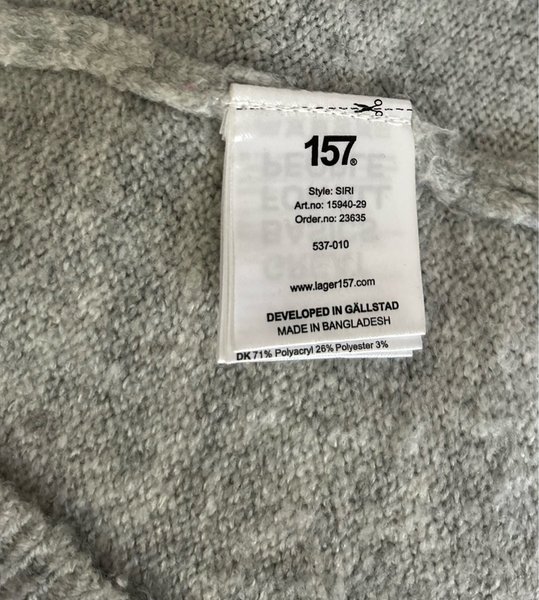 157®
Style: SIRI
Art.no: 15940-29
Order.no: 23635
537-010
www.lager157.com
DEVELOPED IN GÄLLSTAD
MADE IN BANGLADESH
DK 71% Polyacryl 26% Polyester 3%